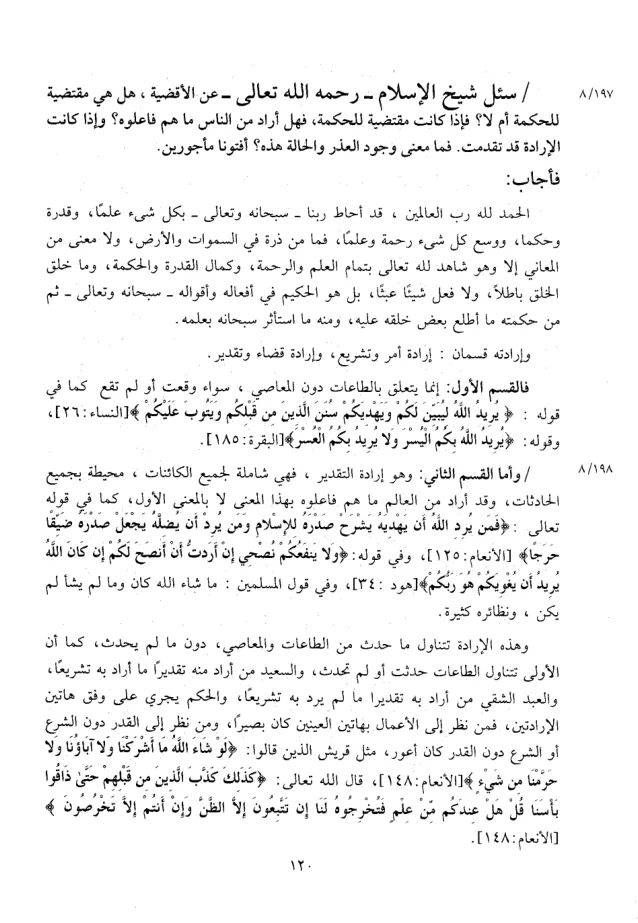 / سئل شيخ الإسلام ـ رحمه الله تعالى ـ عن الأقضية ، هل هي مقتضية ٨/١٩٧
للحكمة أم لا؟ فإذا كانت مقتضية للحكمة، فهل أراد من الناس ما هم فاعلوه؟ وإذا كانت
الإرادة قد تقدمت. فما معنى وجود العذر والحالة هذه؟ أفتونا مأجورين.
فأجاب:
الحمد لله رب العالمين ، قد أحاط ربنا ـ سبحانه وتعالى ـ بكل شىء علمًا، وقدرة
وحكما، ووسع كل شىء رحمة وعلمًا، فما من ذرة في السموات والأرض، ولا معنى من
المعاني إلا وهو شاهد لله تعالى بتمام العلم والرحمة، وكمال القدرة والحكمة، وما خلق
الخلق باطلاً، ولا فعل شيئًا عبثًا، بل هو الحكيم في أفعاله وأقواله ـ سبحانه وتعالى ـ ثم
من حكمته ما أطلع بعض خلقه عليه، ومنه ما استأثر سبحانه بعلمه.
وإرادته قسمان : إرادة أمر وتشريع، وإرادة قضاء وتقدير.
فالقسم الأول: إنما يتعلق بالطاعات دون المعاصي ، سواء وقعت أو لم تقع كما في
قوله : ﴿ يُرِيدُ اللَّهُ لِيُبَيِّنَ لَكُمْ وَيَهْدِيَكُمْ سُنَنَ الَّذِينَ مِن قَبْلِكُمْ وَيَتُوبَ عَلَيْكُمْ ﴾[النساء:٢٦]،
وقوله: ﴿يُرِيدُ اللَّهُ بِكُمُ الْيُسْرَ وَلا يُرِيدُ بِكُمُ الْعُسْرَ﴾[البقرة:١٨٥].
/ وأما القسم الثاني: وهو إرادة التقدير ، فهي شاملة لجميع الكائنات ، محيطة بجميع ٨/١٩٨
الحادثات، وقد أراد من العالم ما هم فاعلوه بهذا المعنى لا بالمعنى الأول، كما في قوله
تعالى :﴿فَمَن يُرِدِ اللَّهُ أَن يَهْدِيَهُ يَشْرَحْ صَدْرَهُ لِلإِسْلامِ وَمَن يُرِدْ أَن يُضِلَّهُ يَجْعَلْ صَدْرَهُ ضَيِّقًا
حَرَجًا﴾ [الأنعام:١٢٥]، وفي قوله: ﴿وَلا يَنفَعُكُمْ نُصْحِي إِنْ أَرَدتُّ أَنْ أَنصَحَ لَكُمْ إِن كَانَ اللَّهُ
يُرِيدُ أَن يُغْوِيَكُمْ هُوَ رَبُّكُمْ﴾[هود :٣٤]، وفي قول المسلمين : ما شاء الله كان وما لم يشأ لم
يكن ، ونظائره كثيرة.
وهذه الإرادة تتناول ما حدث من الطاعات والمعاصي، دون ما لم يحدث، كما أن
الأولى تتناول الطاعات حدثت أو لم تحدث، والسعيد من أراد منه تقديرًا ما أراد به تشريعًا،
والعبد الشقي من أراد به تقديرا ما لم يرد به تشريعًا، والحكم يجري على وفق هاتين
الإرادتين، فمن نظر إلى الأعمال بهاتين العينين كان بصيرًا، ومن نظر إلى القدر دون الشرع
أو الشرع دون القدر كان أعور، مثل قريش الذين قالوا: ﴿لَوْ شَاءَ اللَّهُ مَا أَشْرَكْنَا وَلا آبَاؤُنَا وَلا
حَرَّمْنَا مِن شَيْءٍ ﴾[الأنعام:١٤٨]، قال الله تعالى: ﴿كَذَلِكَ كَذَّبَ الَّذِينَ مِن قَبْلِهِمْ حَتَّىٰ ذَاقُوا
بَأْسَنَا قُلْ هَلْ عِندَكُم مِّنْ عِلْمٍ فَتُخْرِجُوهُ لَنَا إِن تَتَّبِعُونَ إِلاَّ الظَّنَّ وَإِنْ أَنتُمْ إِلاَّ تَخْرُصُونَ ﴾
[الأنعام:١٤٨].
١٢٠